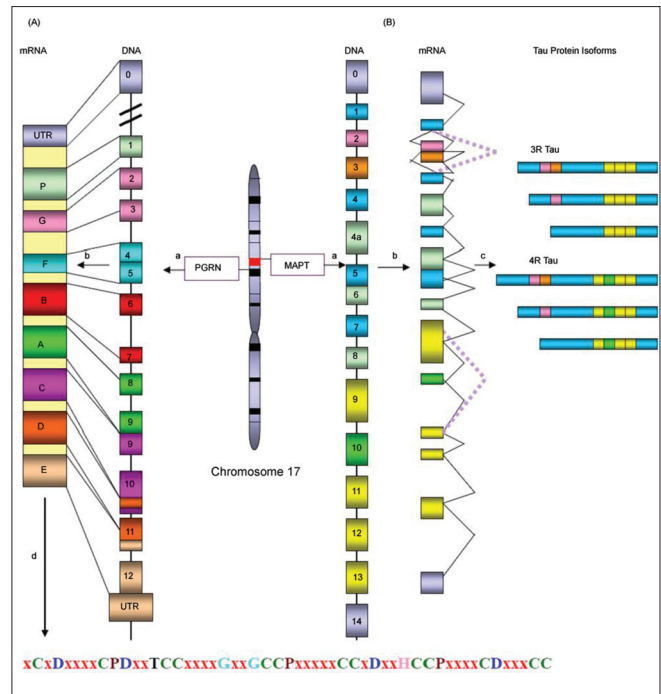 (A)
(B)
mRNA
DNA
DNA
mRNA
Tau Protein Isoforms
0
UTR
P
G
F
B
A
C
D
E
1
2
3
4
5
6
7
8
9
9
10
11
12
UTR
b
a
PGRN
MAPT
a
Chromosome 17
d
0
1
2
3
4
4a
5
6
7
8
9
10
11
12
13
14
b
c
3R Tau
4R Tau
xCxDxxxxCPDxxTCCxxxxGxxGCCPxxxxxCCxDxxHCCPxxxxCDxxxCC